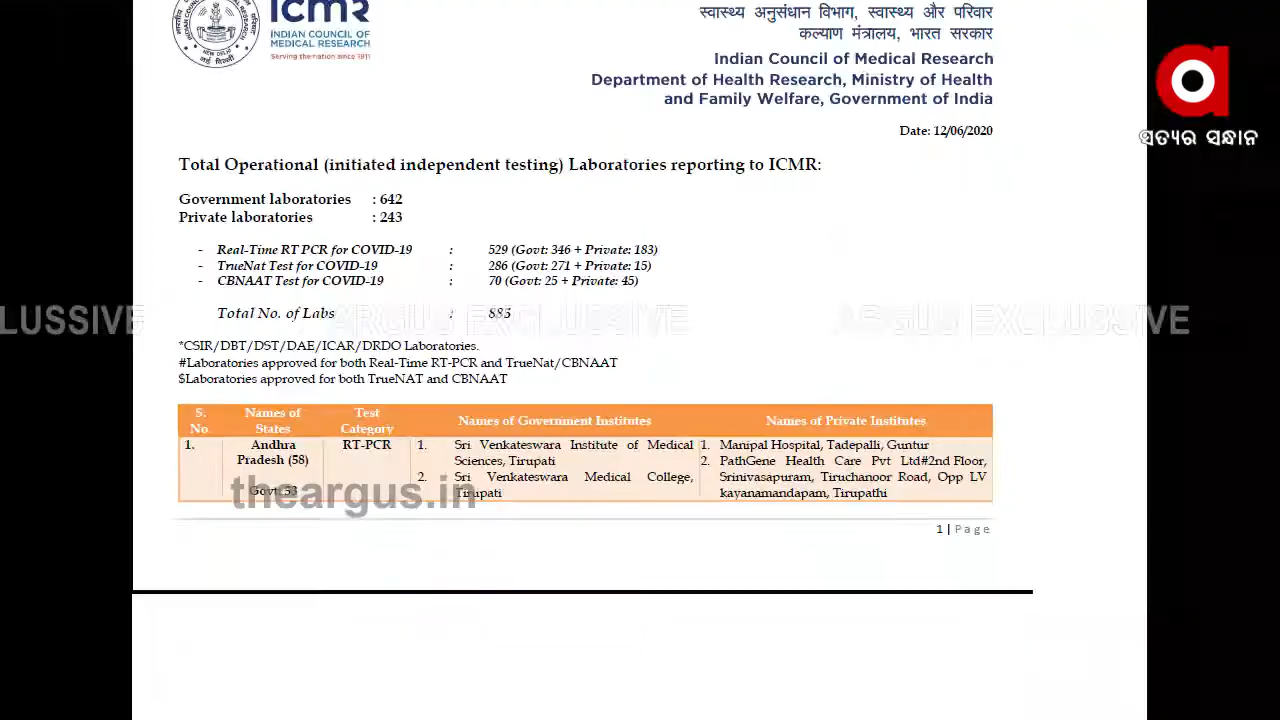 ICMR
INDIAN COUNCIL OF
MEDICAL RESEARCH
Serving the nation since 1911
स्वास्थ्य अनुसंधान विभाग, स्वास्थ्य और परिवार
कल्याण मंत्रालय, भारत सरकार
Indian Council of Medical Research
Department of Health Research, Ministry of Health
and Family Welfare, Government of India
ସତ୍ୟର ସନ୍ଧାନ
Date: 12/06/2020
Total Operational (initiated independent testing) Laboratories reporting to ICMR:
Government laboratories : 642
Private laboratories : 243
- Real-Time RT PCR for COVID-19 : 529 (Govt: 346 + Private: 183)
- TrueNat Test for COVID-19 : 286 (Govt: 271 + Private: 15)
- CBNAAT Test for COVID-19 : 70 (Govt: 25 + Private: 45)
Total No. of Labs : 885
LUSSIVE ARGUS EXCLUSSIVE ARGUS EXCLUSSIVE
*CSIR/DBT/DST/DAE/ICAR/DRDO Laboratories.
#Laboratories approved for both Real-Time RT-PCR and TrueNat/CBNAAT
$Laboratories approved for both TrueNAT and CBNAAT
S. No Names of States Test Category Names of Government Institutes Names of Private Institutes
1. Andhra Pradesh (58) RT-PCR
Govt: 53
1. Sri Venkateswara Institute of Medical
Sciences, Tirupati
2. Sri Venkateswara Medical College,
Tirupati
1. Manipal Hospital, Tadepalli, Guntur
2. PathGene Health Care Pvt Ltd#2nd Floor,
Srinivasapuram, Tiruchanoor Road, Opp LV
kayanamandapam, Tirupathi
theargus.in
1 | Page